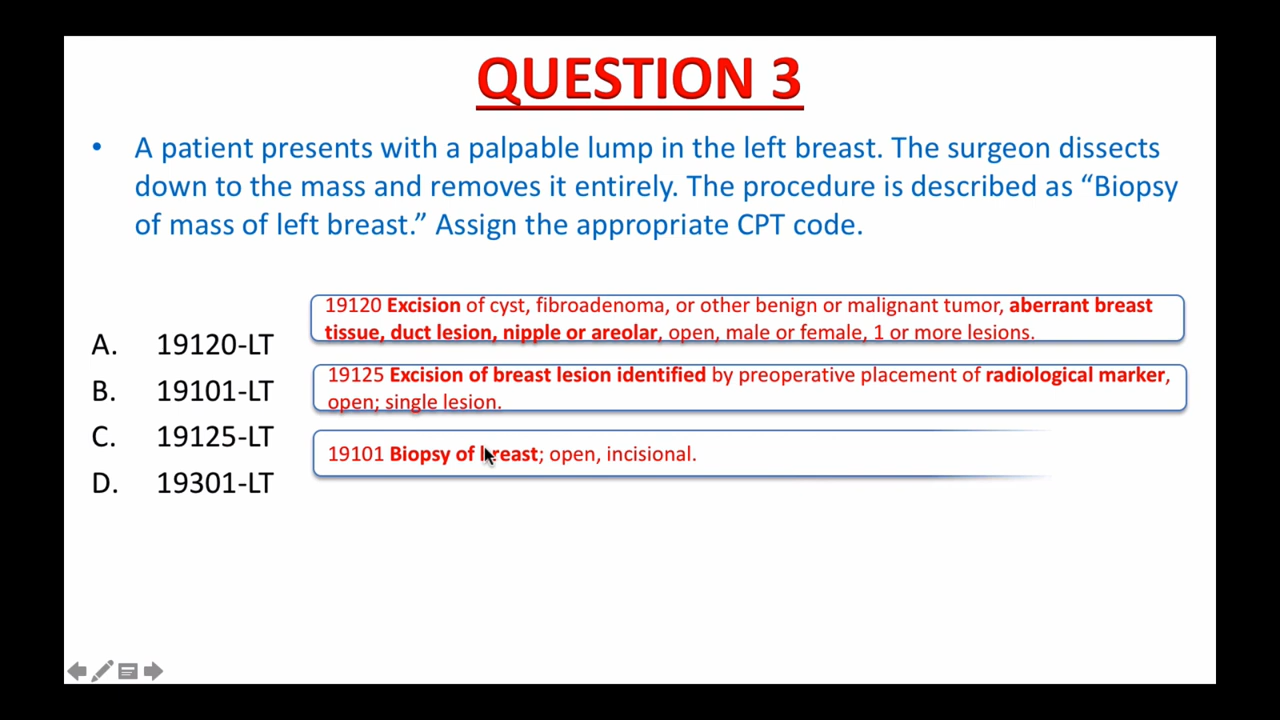 QUESTION 3
• A patient presents with a palpable lump in the left breast. The surgeon dissects
down to the mass and removes it entirely. The procedure is described as “Biopsy
of mass of left breast.” Assign the appropriate CPT code.
A. 19120-LT
B. 19101-LT
C. 19125-LT
D. 19301-LT
19120 Excision of cyst, fibroadenoma, or other benign or malignant tumor, aberrant breast
tissue, duct lesion, nipple or areolar, open, male or female, 1 or more lesions.
19125 Excision of breast lesion identified by preoperative placement of radiological marker,
open; single lesion.
19101 Biopsy of breast; open, incisional.